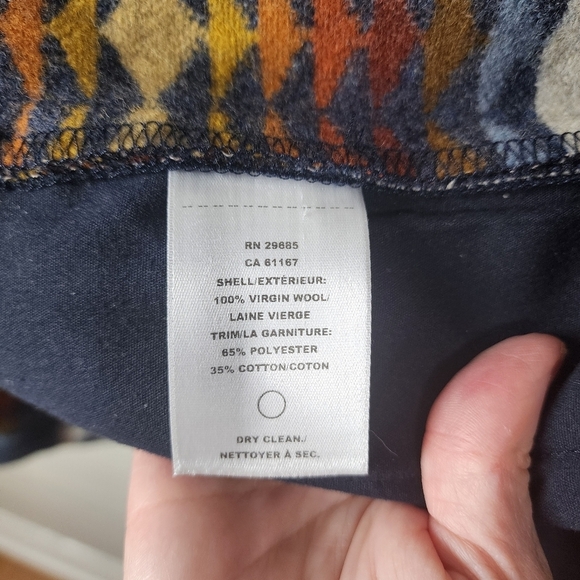 RN 29685
CA 61167
SHELL/EXTÉRIEUR:
100% VIRGIN WOOL/
LAINE VIERGE
TRIM/LA GARNITURE:
65% POLYESTER
35% COTTON/COTON
DRY CLEAN./
NETTOYER À SEC.